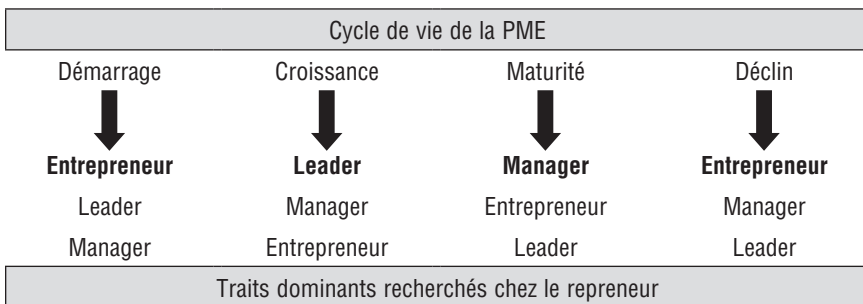 Cycle de vie de la PME
Démarrage Croissance Maturité Déclin
Entrepreneur Leader Manager Entrepreneur
Leader Manager Entrepreneur Manager
Manager Entrepreneur Leader Leader
Traits dominants recherchés chez le repreneur